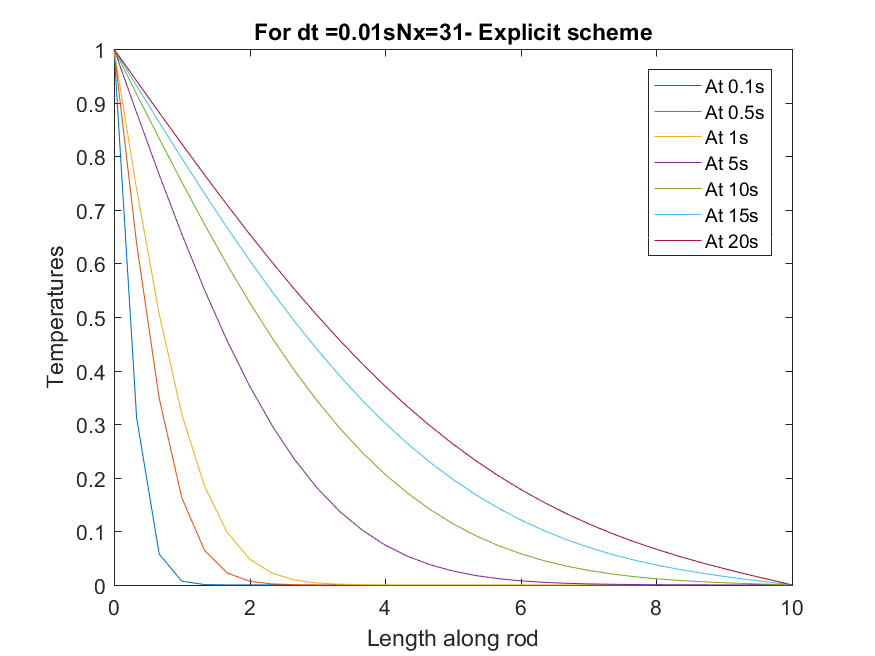 For dt =0.01sNx=31- Explicit scheme
1
0.9
0.8
0.7
0.6
0.5
0.4
0.3
0.2
0.1
0
Temperatures
At 0.1s
At 0.5s
At 1s
At 5s
At 10s
At 15s
At 20s
0 2 4 6 8 10
Length along rod